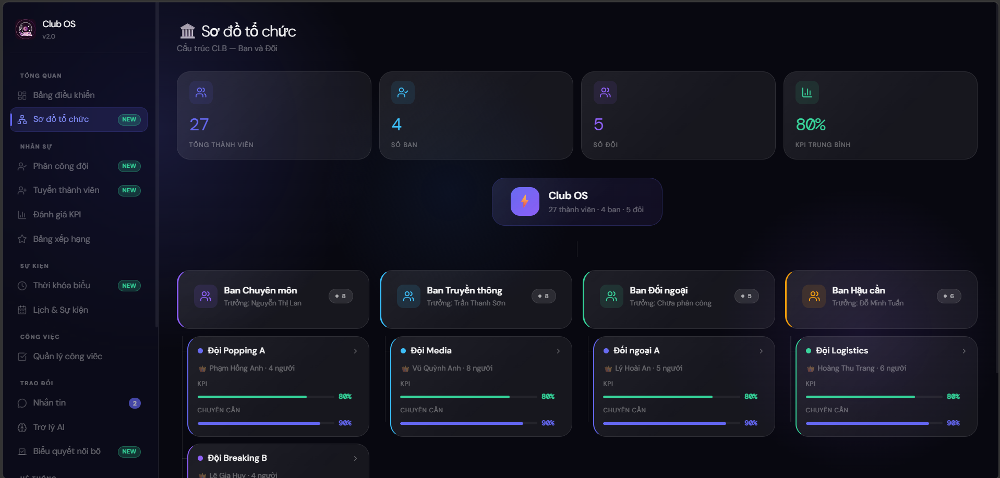 Club OS
v2.0
TỔNG QUAN
Bảng điều khiển
Sơ đồ tổ chức NEW
NHÂN SỰ
Phân công đội NEW
Tuyển thành viên NEW
Đánh giá KPI
Bảng xếp hạng
SỰ KIỆN
Thời khóa biểu NEW
Lịch & Sự kiện
CÔNG VIỆC
Quản lý công việc
TRAO ĐỔI
Nhắn tin 2
Trợ lý AI
Biểu quyết nội bộ NEW
HỆ THỐNG
Sơ đồ tổ chức
Cấu trúc CLB — Ban và Đội
27
TỔNG THÀNH VIÊN
4
SỐ BAN
5
SỐ ĐỘI
80%
KPI TRUNG BÌNH
Club OS
27 thành viên · 4 ban · 5 đội
Ban Chuyên môn
Trưởng: Nguyễn Thị Lan
8
Ban Truyền thông
Trưởng: Trần Thanh Sơn
8
Ban Đối ngoại
Trưởng: Chưa phân công
5
Ban Hậu cần
Trưởng: Đỗ Minh Tuấn
6
Đội Popping A
Phạm Hồng Anh · 4 người
KPI
80%
CHUYÊN CẦN
90%
Đội Media
Vũ Quỳnh Anh · 8 người
KPI
80%
CHUYÊN CẦN
90%
Đối ngoại A
Lý Hoài An · 5 người
KPI
80%
CHUYÊN CẦN
90%
Đội Logistics
Hoàng Thu Trang · 6 người
KPI
80%
CHUYÊN CẦN
90%
Đội Breaking B
Lê Gia Huy · 4 người